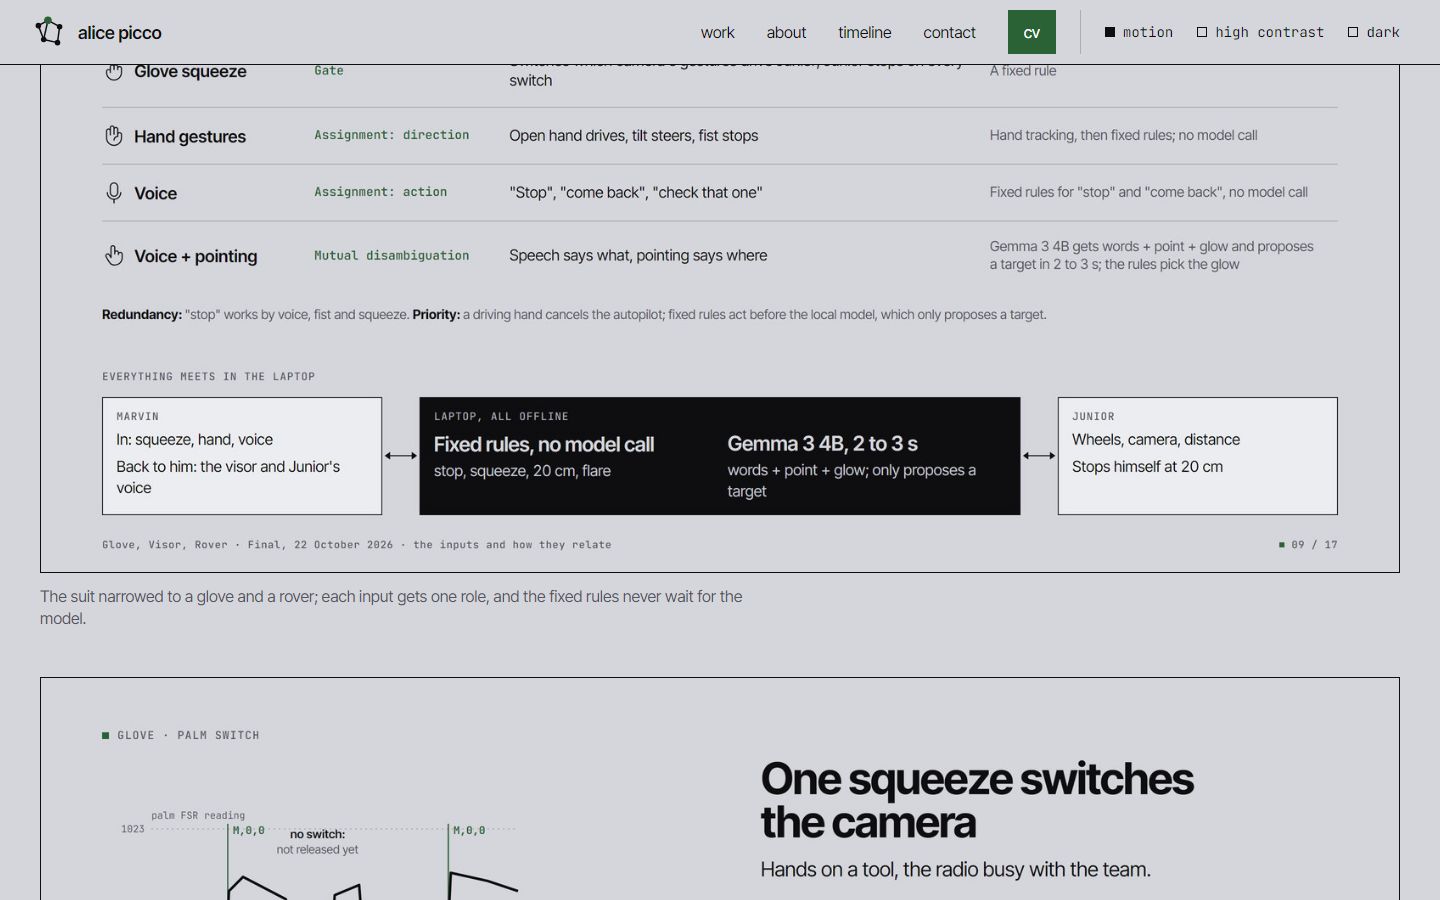 alice picco
work about timeline contact CV motion high contrast dark
Glove squeeze Gate A fixed rule
switch
Hand gestures Assignment: direction Open hand drives, tilt steers, fist stops Hand tracking, then fixed rules; no model call
Voice Assignment: action "Stop", "come back", "check that one" Fixed rules for "stop" and "come back", no model call
Voice + pointing Mutual disambiguation Speech says what, pointing says where Gemma 3 4B gets words + point + glow and proposes
a target in 2 to 3 s; the rules pick the glow
Redundancy: "stop" works by voice, fist and squeeze. Priority: a driving hand cancels the autopilot; fixed rules act before the local model, which only proposes a target.
EVERYTHING MEETS IN THE LAPTOP
MARVIN
In: squeeze, hand, voice
Back to him: the visor and Junior's
voice
LAPTOP, ALL OFFLINE
Fixed rules, no model call
stop, squeeze, 20 cm, flare
Gemma 3 4B, 2 to 3 s
words + point + glow; only proposes a
target
JUNIOR
Wheels, camera, distance
Stops himself at 20 cm
Glove, Visor, Rover · Final, 22 October 2026 · the inputs and how they relate
09 / 17
The suit narrowed to a glove and a rover; each input gets one role, and the fixed rules never wait for the
model.
GLOVE · PALM SWITCH
palm FSR reading
1023
M,0,0
no switch:
not released yet
M,0,0
One squeeze switches
the camera
Hands on a tool, the radio busy with the team.